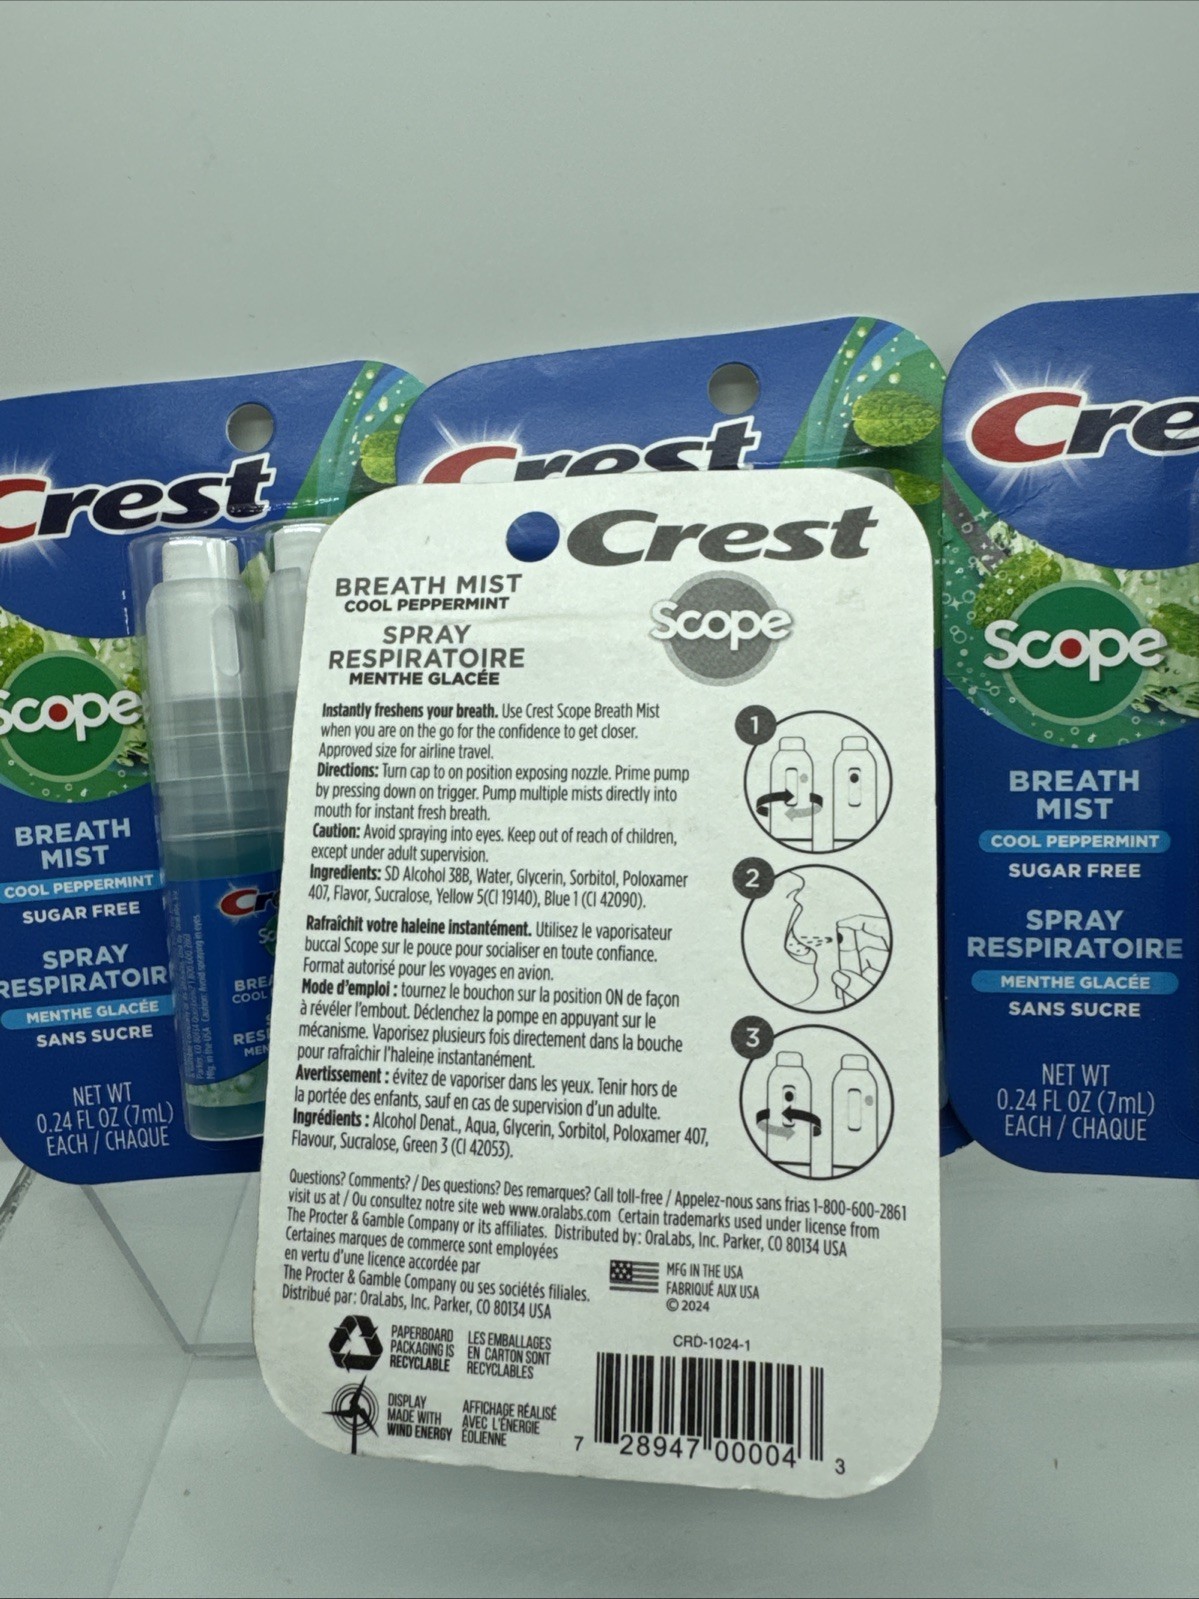 Crest
Scope
BREATH
MIST
COOL PEPPERMINT
SUGAR FREE
SPRAY
RESPIRATOIR
MENTHE GLACÉE
SANS SUCRE
NET WT
0.24 FL OZ (7mL)
EACH / CHAQUE
Mfg. in the USA Caution: Avoid spraying in eyes.
Crest
Crest
BREATH MIST
COOL PEPPERMINT
SPRAY
RESPIRATOIRE
MENTHE GLACÉE
Scope
Instantly freshens your breath. Use Crest Scope Breath Mist
when you are on the go for the confidence to get closer.
Approved size for airline travel.
Directions: Turn cap to on position exposing nozzle. Prime pump
by pressing down on trigger. Pump multiple mists directly into
mouth for instant fresh breath.
Caution: Avoid spraying into eyes. Keep out of reach of children,
except under adult supervision.
Ingredients: SD Alcohol 38B, Water, Glycerin, Sorbitol, Poloxamer
407, Flavor, Sucralose, Yellow 5(CI 19140), Blue 1 (CI 42090).
Rafraîchit votre haleine instantément. Utilisez le vaporisateur
buccal Scope sur le pouce pour socialiser en toute confiance.
Format autorisé pour les voyages en avion.
Mode d'emploi : tournez le bouchon sur la position ON de façon
à révéler l'embout. Déclenchez la pompe en appuyant sur le
mécanisme. Vaporisez plusieurs fois directement dans la bouche
pour rafraîchir l'haleine instantanément.
Avertissement : évitez de vaporiser dans les yeux. Tenir hors de
la portée des enfants, sauf en cas de supervision d'un adulte.
Ingrédients : Alcohol Denat., Aqua, Glycerin, Sorbitol, Poloxamer 407,
Flavour, Sucralose, Green 3 (CI 42053).
1
2
3
Questions? Comments? / Des questions? Des remarques? Call toll-free / Appelez-nous sans frias 1-800-600-2861
visit us at / Ou consultez notre site web www.oralabs.com Certain trademarks used under license from
The Procter & Gamble Company or its affiliates. Distributed by: OraLabs, Inc. Parker, CO 80134 USA
Certaines marques de commerce sont employées
en vertu d'une licence accordée par
The Procter & Gamble Company ou ses sociétés filiales.
Distribué par: OraLabs, Inc. Parker, CO 80134 USA
MFG IN THE USA
FABRIQUÉ AUX USA
© 2024
PAPERBOARD
PACKAGING IS
RECYCLABLE
LES EMBALLAGES
EN CARTON SONT
RECYCLABLES
DISPLAY
MADE WITH
WIND ENERGY
AFFICHAGE RÉALISÉ
AVEC L'ÉNERGIE
ÉOLIENNE
CRD-1024-1
7 28947 00004 3
Cre
Scope
BREATH
MIST
COOL PEPPERMINT
SUGAR FREE
SPRAY
RESPIRATOIRE
MENTHE GLACÉE
SANS SUCRE
NET WT
0.24 FL OZ (7mL)
EACH / CHAQUE